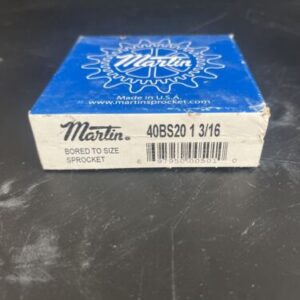 Martin
Made in U.S.A.
www.martinsprocket.com
Martin® 40BS20 1 3/16
BORED TO SIZE
SPROCKET